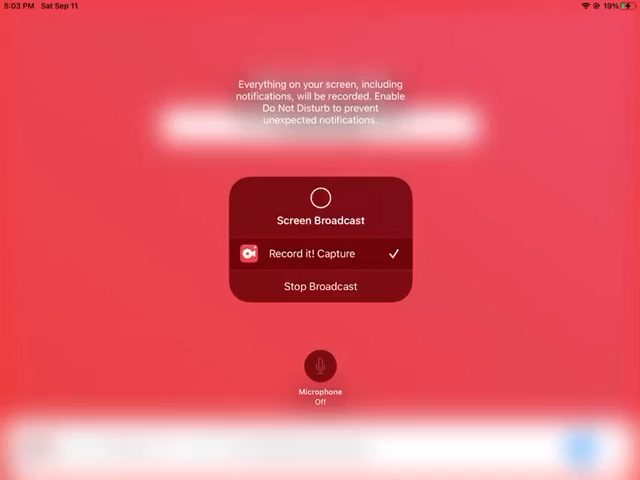 5:03 PM Sat Sep 11
19%
Everything on your screen, including
notifications, will be recorded. Enable
Do Not Disturb to prevent
unexpected notifications.
Screen Broadcast
Record it! Capture
Stop Broadcast
Microphone
Off